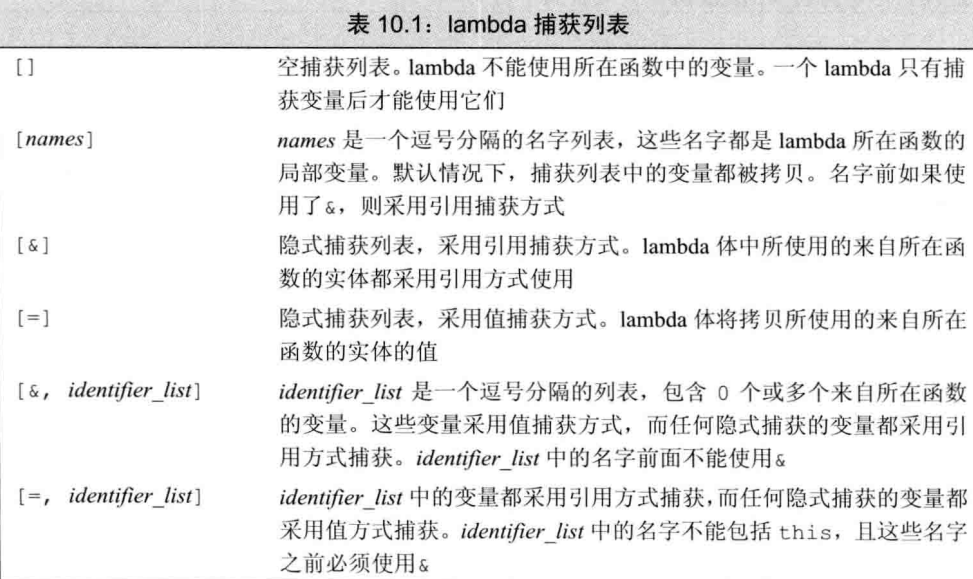 表 10.1：lambda 捕获列表
[] 空捕获列表。lambda 不能使用所在函数中的变量。一个 lambda 只有捕
获变量后才能使用它们
[names] names 是一个逗号分隔的名字列表，这些名字都是 lambda 所在函数的
局部变量。默认情况下，捕获列表中的变量都被拷贝。名字前如果使
用了&，则采用引用捕获方式
[&] 隐式捕获列表，采用引用捕获方式。lambda 体中所使用的来自所在函
数的实体都采用引用方式使用
[=] 隐式捕获列表，采用值捕获方式。lambda 体将拷贝所使用的来自所在
函数的实体的值
[&, identifier_list] identifier_list 是一个逗号分隔的列表，包含 0 个或多个来自所在函数
的变量。这些变量采用值捕获方式，而任何隐式捕获的变量都采用引
用方式捕获。identifier_list 中的名字前面不能使用&
[=, identifier_list] identifier_list 中的变量都采用引用方式捕获，而任何隐式捕获的变量都
采用值方式捕获。identifier_list 中的名字不能包括 this，且这些名字
之前必须使用&